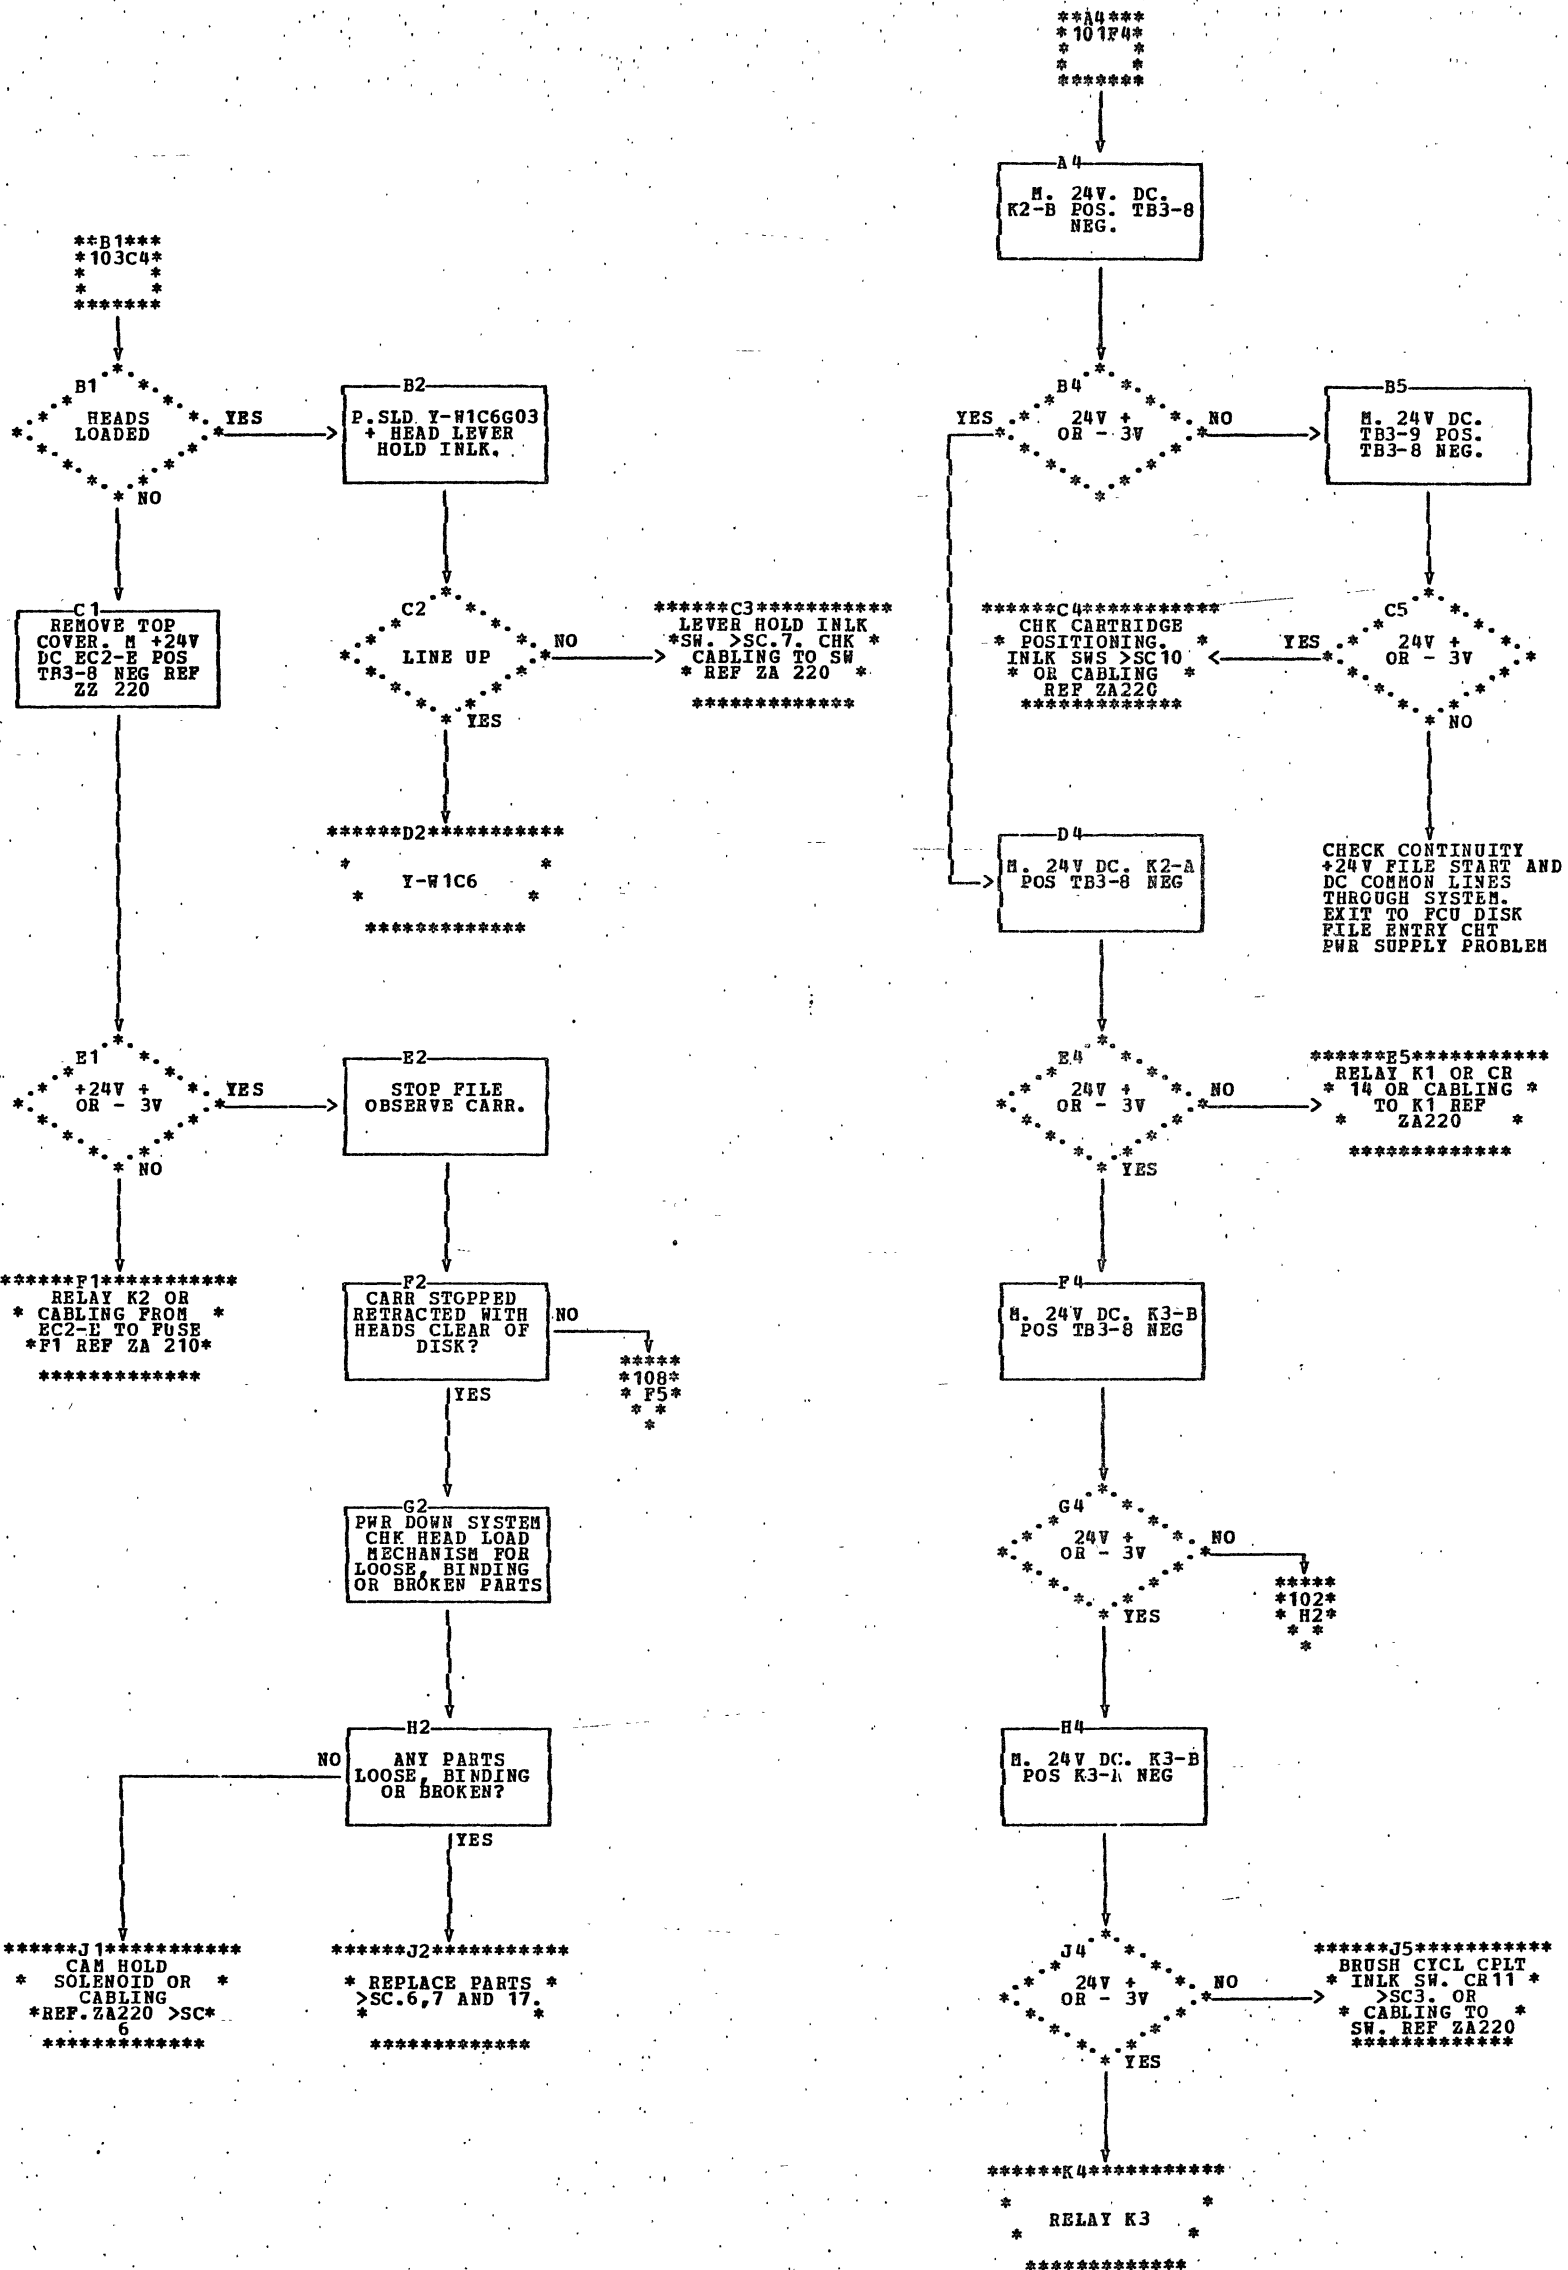 **B1***
*103C4*
* *
* *
*******
B1
HEADS
LOADED
YES
NO
B2
P.SLD Y-W1C6G03
+ HEAD LEVER
HOLD INLK.
C1
REMOVE TOP
COVER. M +24V
DC EC2-E POS
TB3-8 NEG REF
ZZ 220
C2
LINE UP
NO
YES
******C3***********
LEVER HOLD INLK
*SW. >SC.7. CHK *
CABLING TO SW
* REF ZA 220 *
*************
******D2***********
* *
Y-W1C6
* *
*************
E1
+24V +
OR - 3V
YES
NO
E2
STOP FILE
OBSERVE CARR.
******F1***********
RELAY K2 OR
* CABLING FROM *
EC2-E TO FUSE
*F1 REF ZA 210*
*************
F2
CARR STOPPED
RETRACTED WITH
HEADS CLEAR OF
DISK?
NO
YES
*****
*108*
* F5*
* *
*
G2
PWR DOWN SYSTEM
CHK HEAD LOAD
MECHANISM FOR
LOOSE, BINDING
OR BROKEN PARTS
H2
ANY PARTS
LOOSE, BINDING
OR BROKEN?
NO
YES
******J1***********
CAM HOLD
* SOLENOID OR *
CABLING
*REF.ZA220 >SC*
6
*************
******J2***********
* REPLACE PARTS *
>SC.6,7 AND 17.
* *
*************
**A4***
*101F4*
* *
* *
*******
A4
M. 24V. DC.
K2-B POS. TB3-8
NEG.
B4
24V +
OR - 3V
YES
NO
B5
M. 24V DC.
TB3-9 POS.
TB3-8 NEG.
******C4***********
CHK CARTRIDGE
* POSITIONING. *
INLK SWS >SC10
* OR CABLING *
REF ZA220
*************
C5
24V +
OR - 3V
YES
NO
D4
M. 24V DC. K2-A
POS TB3-8 NEG
CHECK CONTINUITY
+24V FILE START AND
DC COMMON LINES
THROUGH SYSTEM.
EXIT TO FCU DISK
FILE ENTRY CHT
PWR SUPPLY PROBLEM
E4
24V +
OR - 3V
NO
YES
******E5***********
RELAY K1 OR CR
* 14 OR CABLING *
TO K1 REF
* ZA220 *
*************
F4
M. 24V DC. K3-B
POS TB3-8 NEG
G4
24V +
OR - 3V
NO
YES
*****
*102*
* H2*
* *
*
H4
M. 24V DC. K3-B
POS K3-A NEG
J4
24V +
OR - 3V
NO
YES
******J5***********
BRUSH CYCL CPLT
* INLK SW. CR11 *
>SC3. OR
* CABLING TO *
SW. REF ZA220
*************
******K4***********
* *
RELAY K3
* *
*************